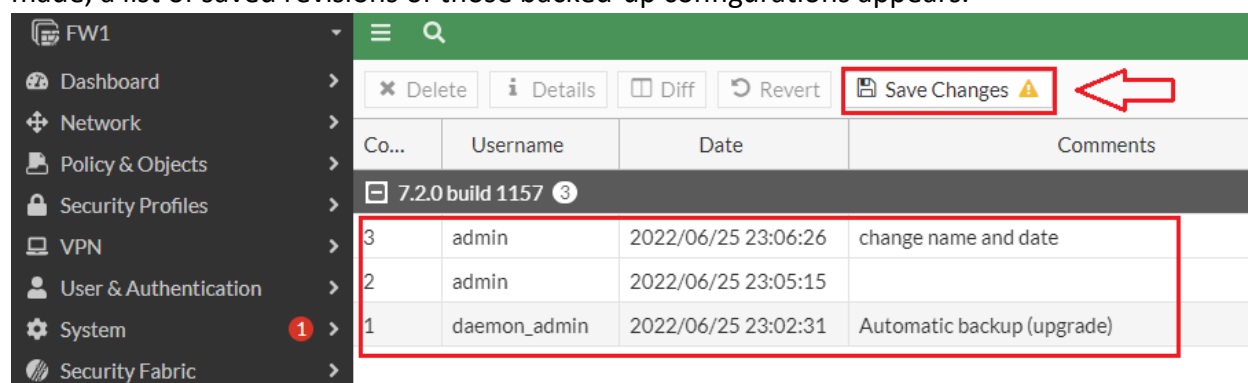 made, a list of saved revisions of those backed-up configurations appears.
FW1
Dashboard
Network
Policy & Objects
Security Profiles
VPN
User & Authentication
System 1
Security Fabric
Delete Details Diff Revert Save Changes
Co... Username Date Comments
7.2.0 build 1157 3
3 admin 2022/06/25 23:06:26 change name and date
2 admin 2022/06/25 23:05:15
1 daemon_admin 2022/06/25 23:02:31 Automatic backup (upgrade)